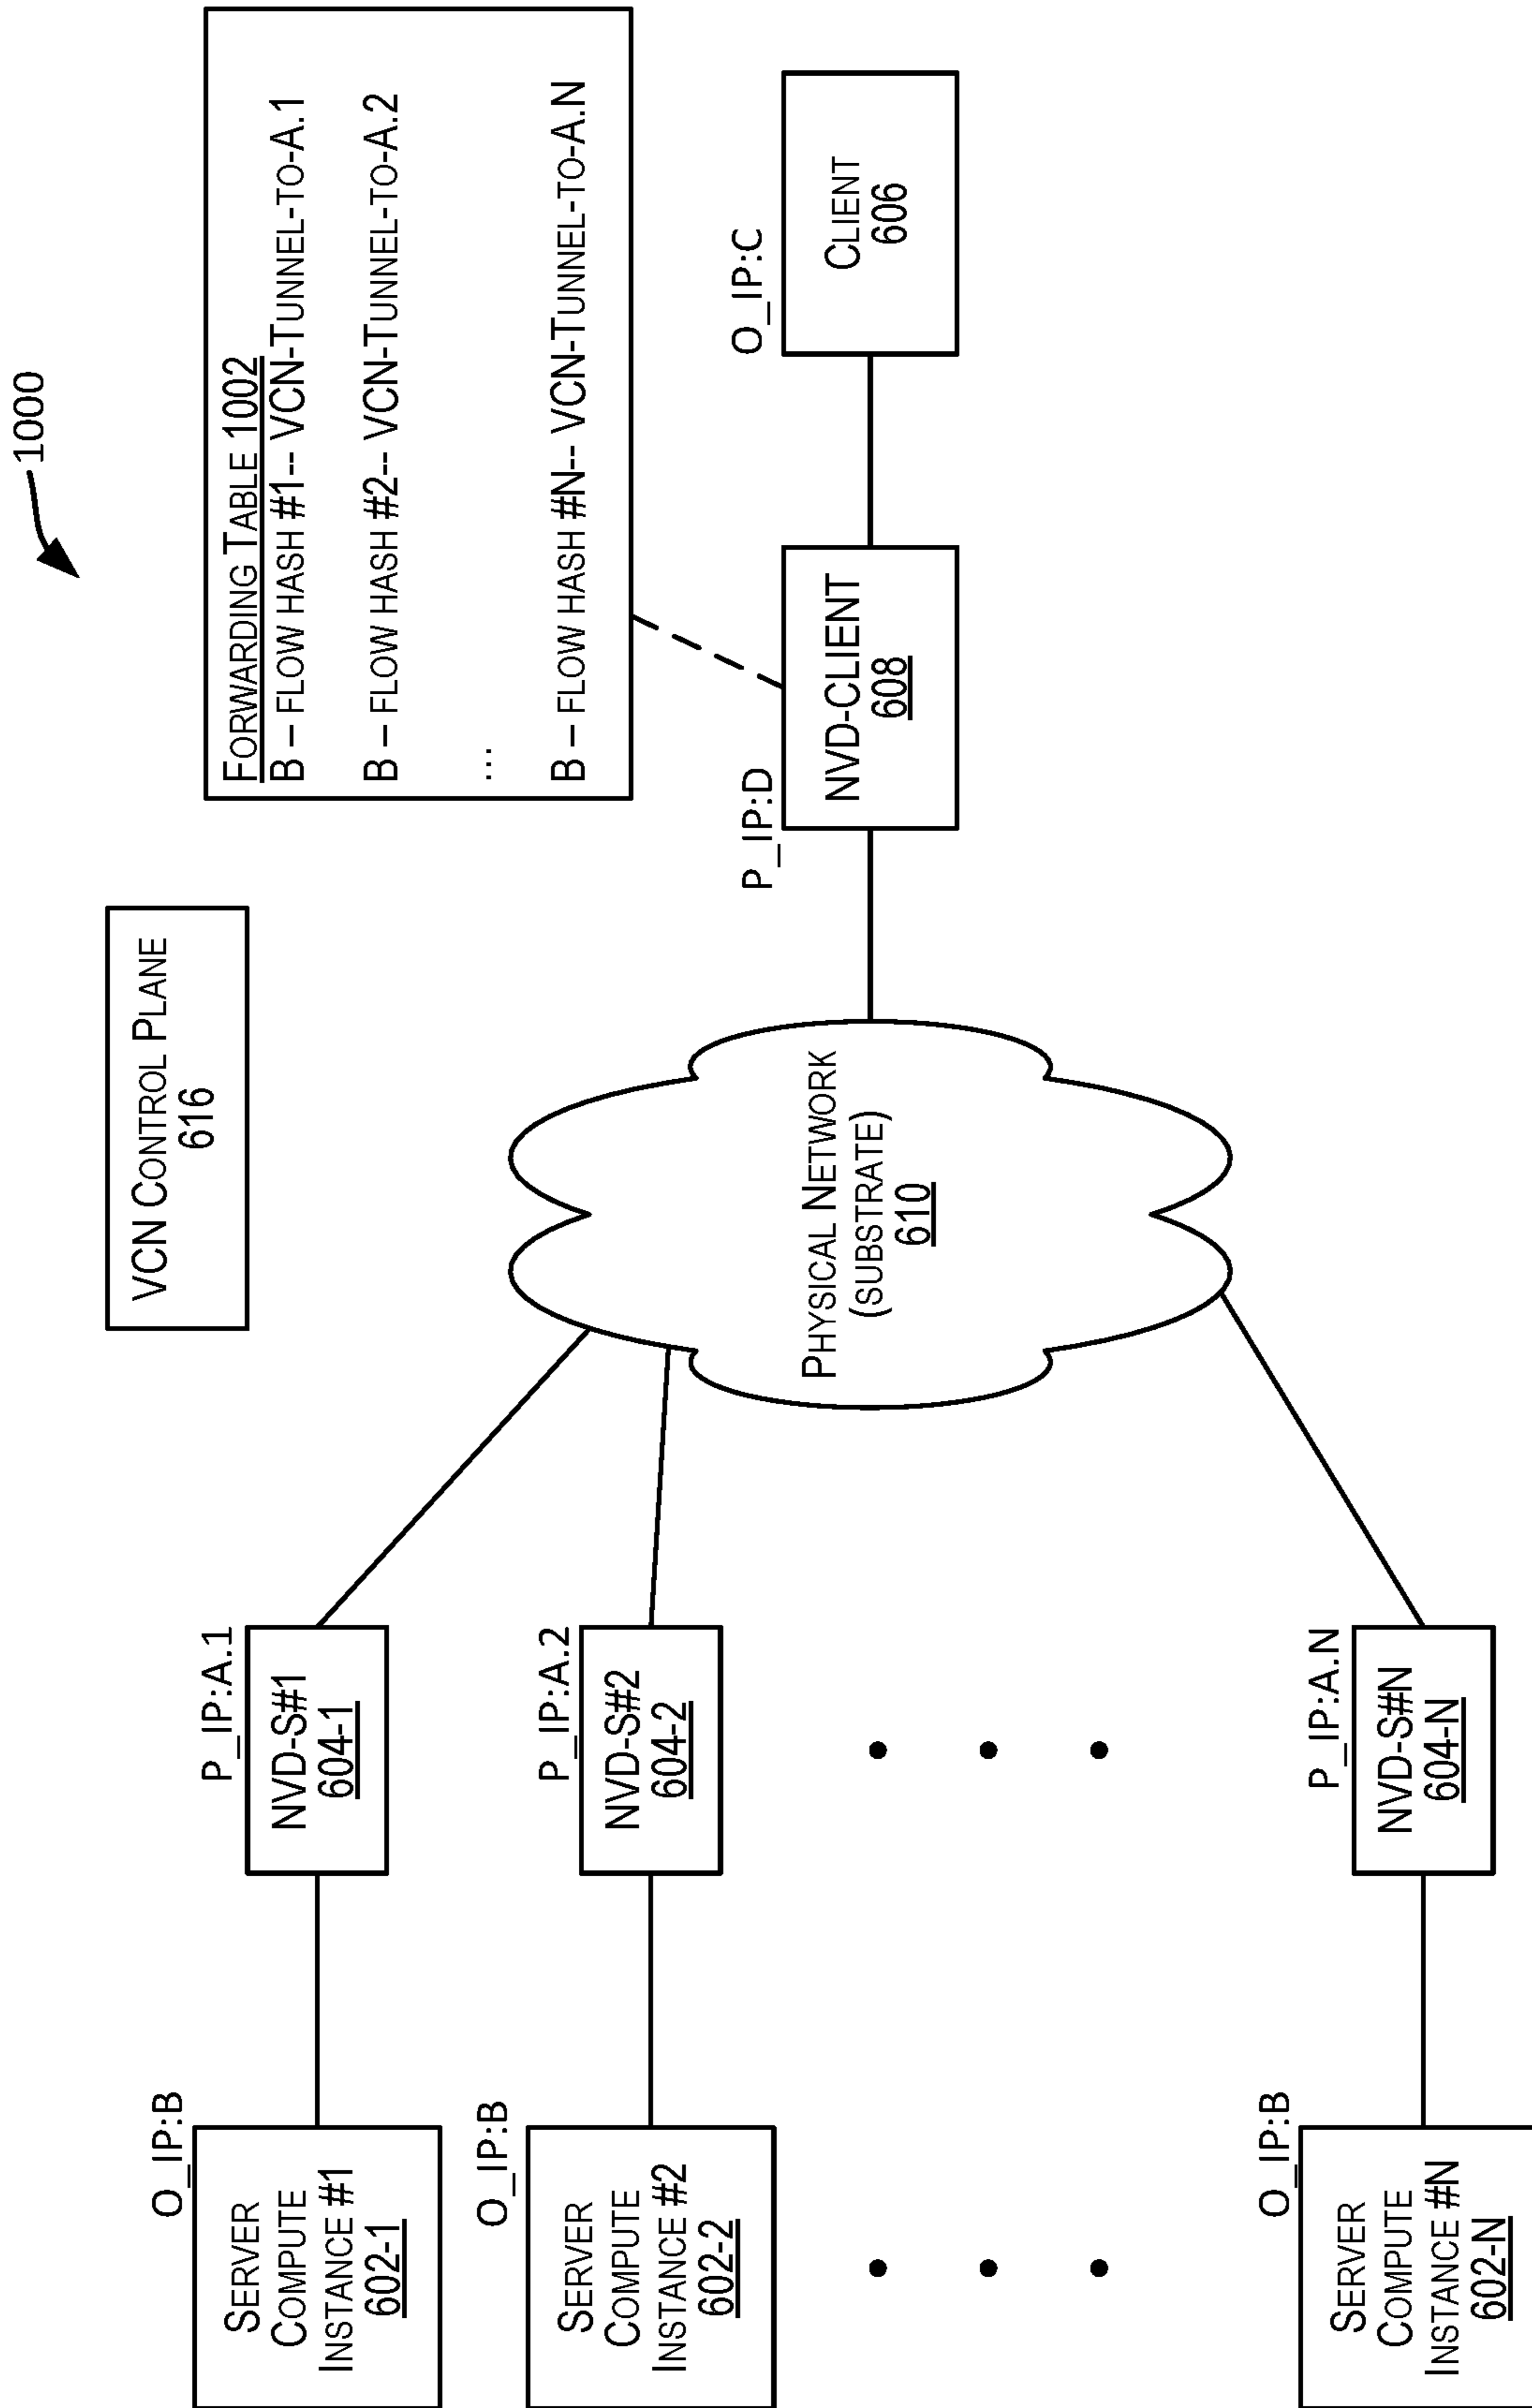 1000
FORWARDING TABLE 1002
B – FLOW HASH #1-- VCN-TUNNEL-TO-A.1
B – FLOW HASH #2-- VCN-TUNNEL-TO-A.2
...
B – FLOW HASH #N-- VCN-TUNNEL-TO-A.N
VCN CONTROL PLANE
616
O_IP:B
SERVER
COMPUTE
INSTANCE #1
602-1
P_IP:A.1
NVD-S#1
604-1
O_IP:B
SERVER
COMPUTE
INSTANCE #2
602-2
P_IP:A.2
NVD-S#2
604-2
PHYSICAL NETWORK
(SUBSTRATE)
610
P_IP:D
NVD-CLIENT
608
O_IP:C
CLIENT
606
O_IP:B
SERVER
COMPUTE
INSTANCE #N
602-N
P_IP:A.N
NVD-S#N
604-N